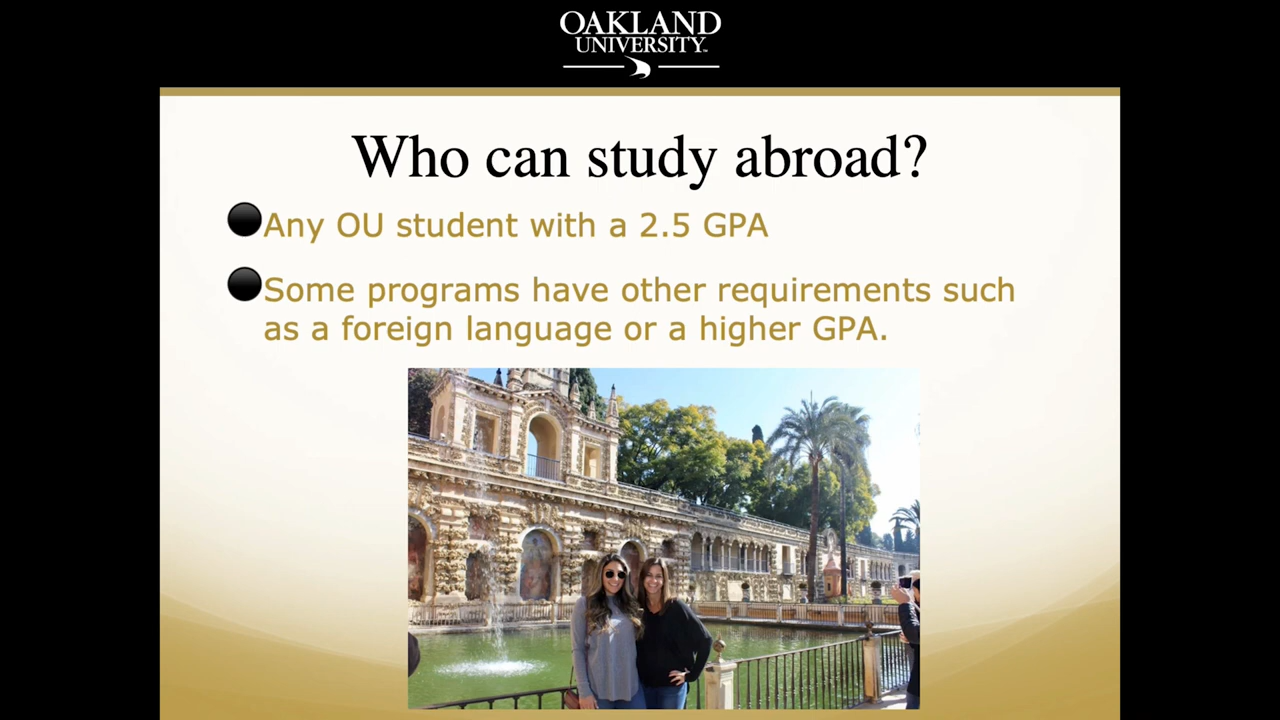 OAKLAND
UNIVERSITY™
Who can study abroad?
Any OU student with a 2.5 GPA
Some programs have other requirements such
as a foreign language or a higher GPA.